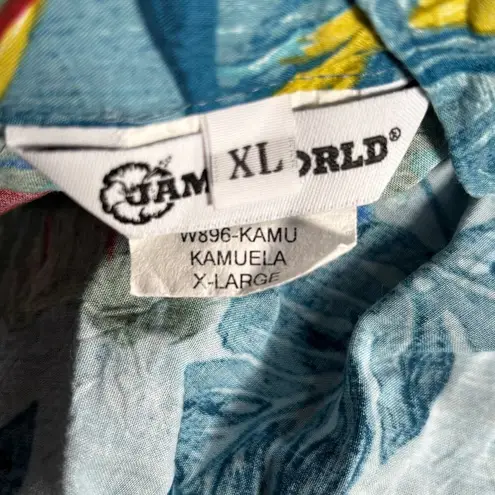 JAM XL ORLD®
W896-KAMU
KAMUELA
X-LARGE